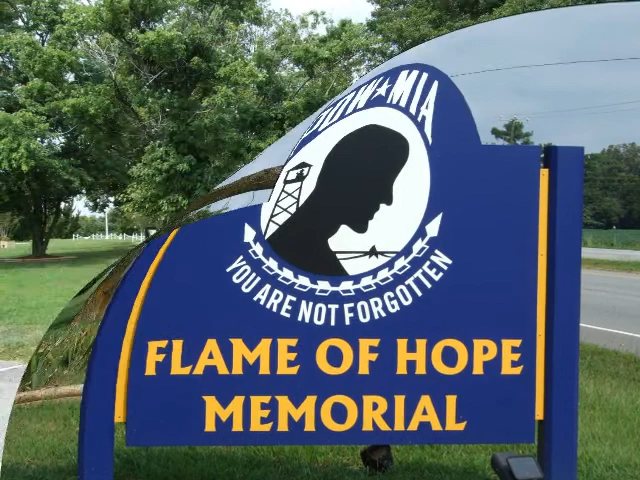 POW★MIA
YOU ARE NOT FORGOTTEN
FLAME OF HOPE
MEMORIAL